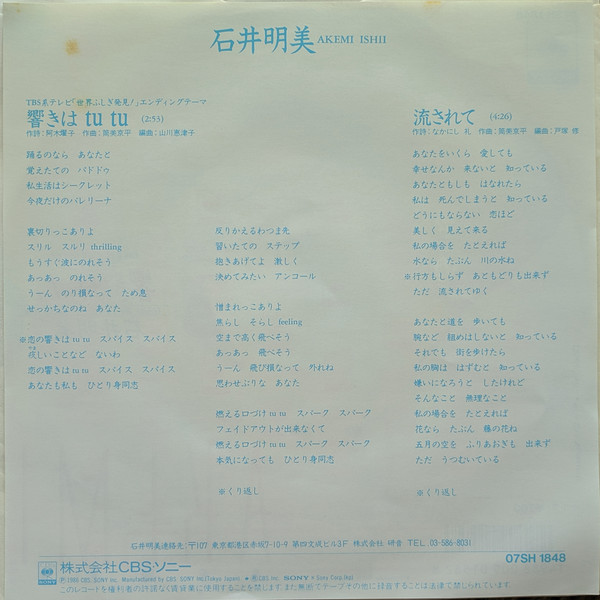 石井明美 AKEMI ISHII
TBS系テレビ「世界ふしぎ発見!」エンディングテーマ
響きは tu tu (2:55)
作詩:阿木燿子 作曲:筒美京平 編曲:山川恵津子
踊るのなら あなたと
覚えたての パドドゥ
私生活はシークレット
今夜だけのバレリーナ
裏切りっこありよ
スリル スルリ thrilling
もうすぐ波にのれそう
あっあっ のれそう
うーん のり損なって ため息
せっかちなのね あなた
※恋の響きは tu tu スパイス スパイス
疚しいことなど ないわ
恋の響きは tu tu スパイス スパイス
あなたも私も ひとり身同志
反りかえるわつま先
習いたての ステップ
抱きあげてよ 激しく
決めてみたい アンコール
憎まれっこありよ
焦らし そらし feeling
空まで高く飛べそう
あっあっ 飛べそう
うーん 飛び損なって 外れね
思わせぶりな あなた
燃える口づけ tu tu スパーク スパーク
フェイドアウトが出来なくて
燃える口づけ tu tu スパーク スパーク
本気になっても ひとり身同志
※くり返し
流されて (4:26)
作詩:なかにし 礼 作曲:筒美京平 編曲:戸塚 修
あなたをいくら 愛しても
幸せなんか 来ないと 知っている
あなたともしも はなれたら
私は 死んでしまうと 知っている
どうにもならない 恋ほど
美しく 見えて来る
私の場合を たとえれば
水なら たぶん 川の水ね
※行方もしらず あともどりも出来ず
ただ 流されてゆく
あなたと道を 歩いても
腕など 組めはしないと 知っている
それでも 街を歩けたら
私の胸は はずむと 知っている
嫌いになろうと したけれど
そんなこと 無理なこと
私の場合を たとえれば
花なら たぶん 藤の花ね
五月の空を ふりあおぎも 出来ず
ただ うつむいている
※くり返し
石井明美連絡先:〒107 東京都港区赤坂7-10-9 第四文成ビル3F 株式会社 研音 TEL 03-586-8031
SONY 株式会社CBS・ソニー 07SH 1848
Ⓟ1986 CBS/SONY Inc. Manufactured by CBS/SONY Inc.(Tokyo Japan)
このレコードを権利者の許諾なく賃貸業に使用することを禁じます。また無断でテープその他に録音することは法律で禁じられています。